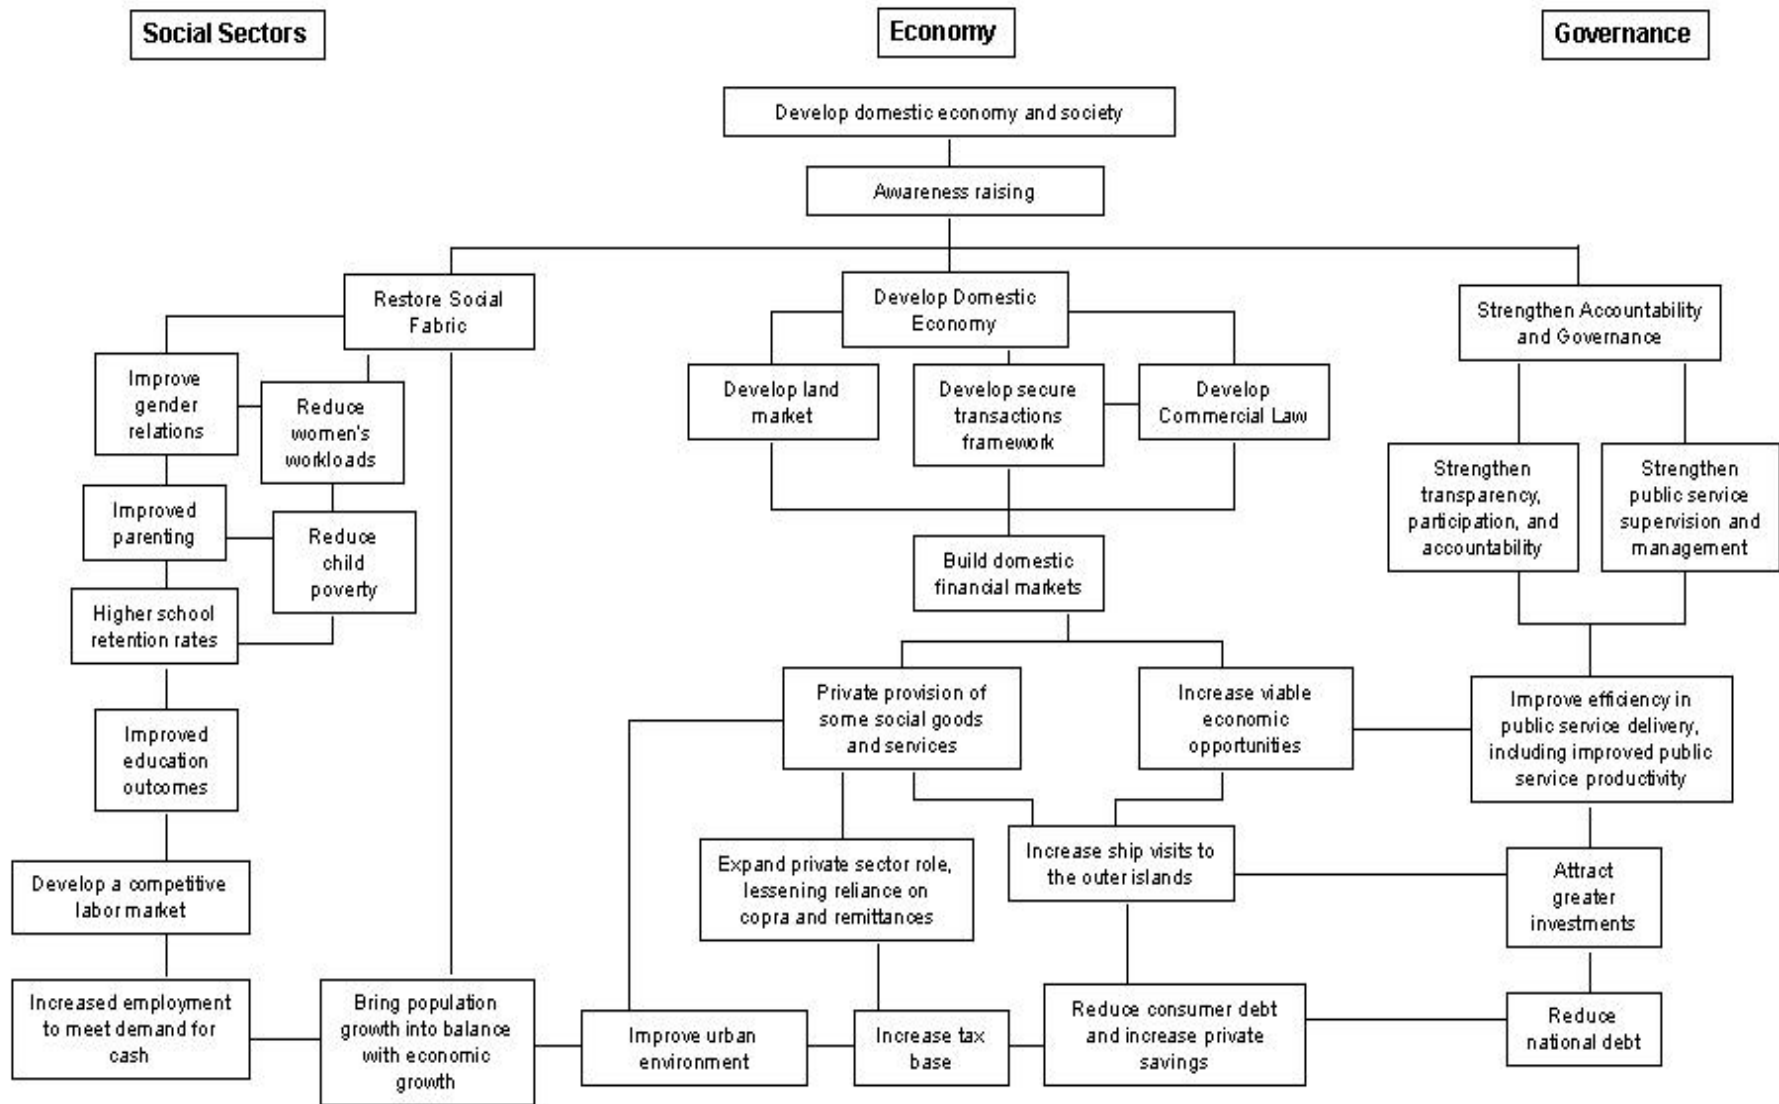 Social Sectors
Economy
Governance
Develop domestic economy and society
Awareness raising
Restore Social
Fabric
Develop Domestic
Economy
Strengthen Accountability
and Governance
Improve
gender
relations
Reduce
women's
workloads
Develop land
market
Develop secure
transactions
framework
Develop
Commercial Law
Strengthen
transparency,
participation, and
accountability
Strengthen
public service
supervision and
management
Improved
parenting
Reduce
child
poverty
Build domestic
financial markets
Higher school
retention rates
Private provision of
some social goods
and services
Increase viable
economic
opportunities
Improve efficiency in
public service delivery,
including improved public
service productivity
Improved
education
outcomes
Develop a competitive
labor market
Expand private sector role,
lessening reliance on
copra and remittances
Increase ship visits to
the outer islands
Attract
greater
investments
Increased employment
to meet demand for
cash
Bring population
growth into balance
with economic
growth
Improve urban
environment
Increase tax
base
Reduce consumer debt
and increase private
savings
Reduce
national debt